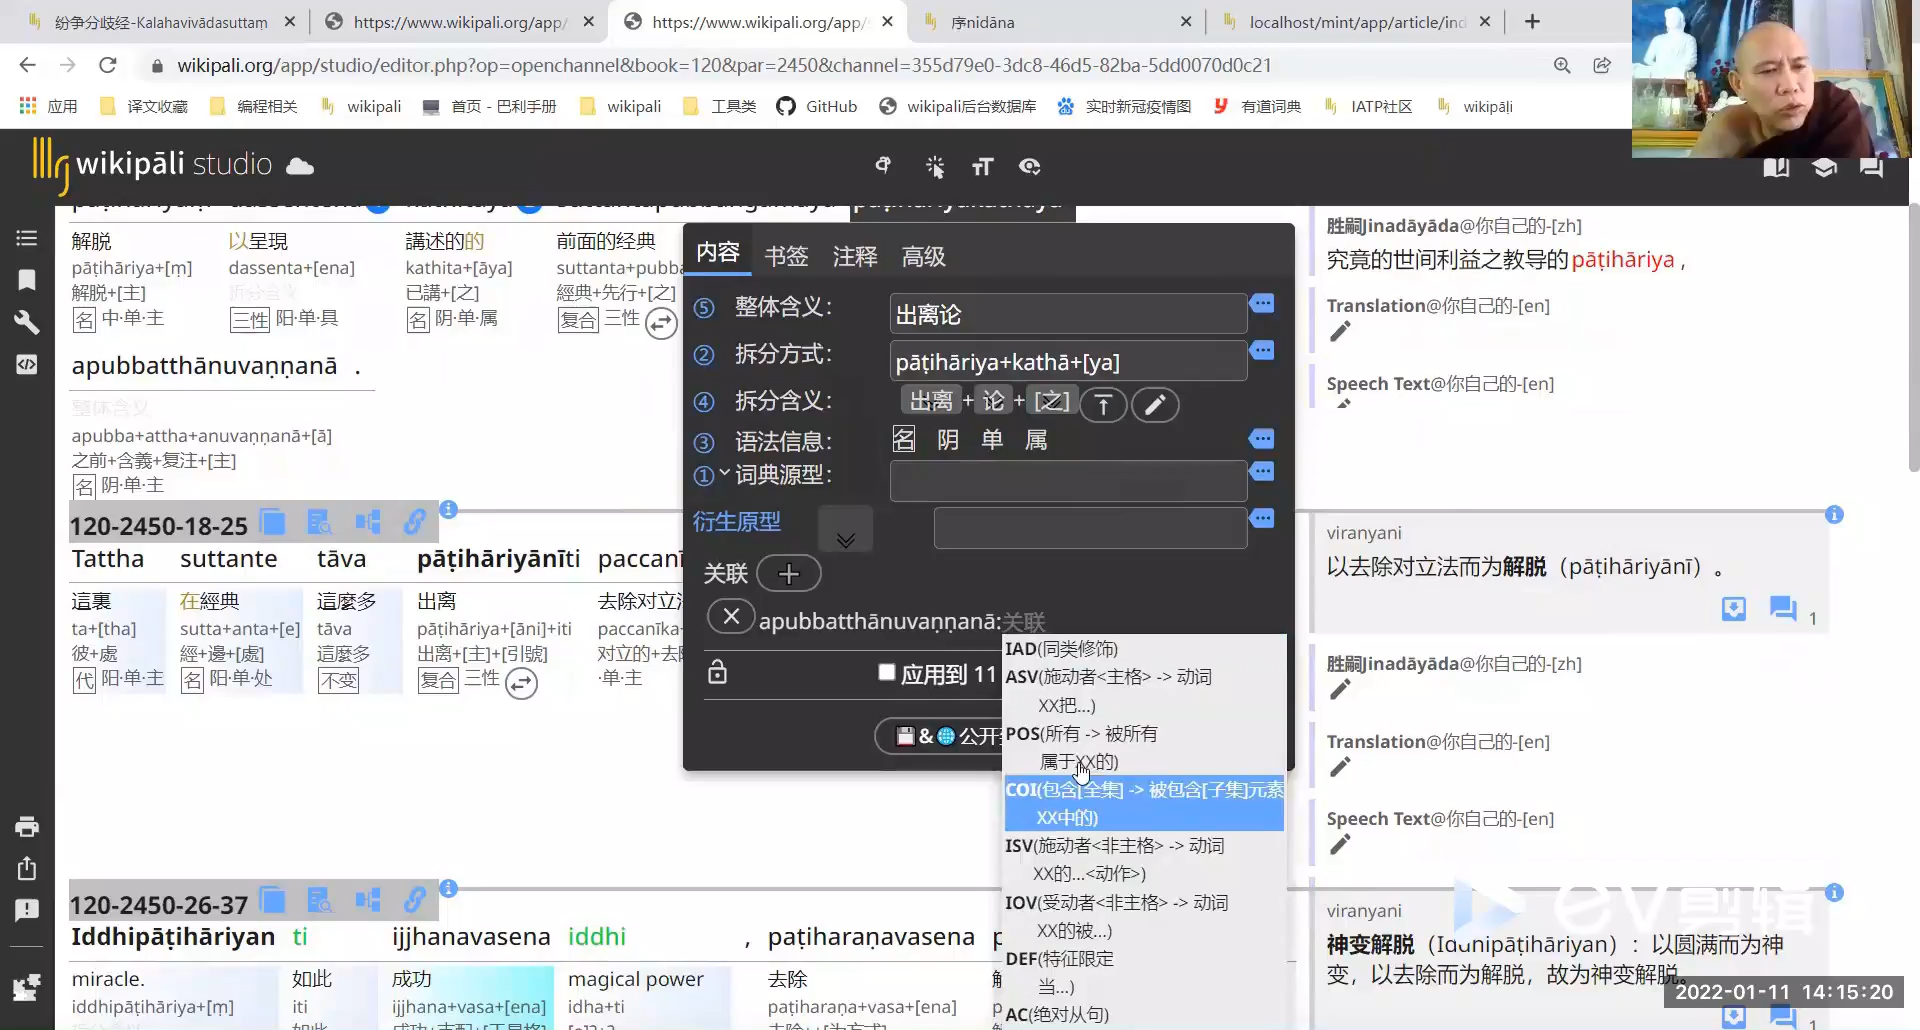 纷争分歧经-Kalahavivādasuttaṃ
https://www.wikipali.org/app/
https://www.wikipali.org/app/
序nidāna
localhost/mint/app/article/ind
wikipali.org/app/studio/editor.php?op=openchannel&book=120&par=2450&channel=355d79e0-3dc8-46d5-82ba-5dd0070d0c21
应用 译文收藏 编程相关 wikipali 首页 - 巴利手册 wikipali 工具类 GitHub wikipali后台数据库 实时新冠疫情图 有道词典 IATP社区 wikipāḷi
wikipāli studio
解脱 以呈現 講述的的 前面的经典
pāṭihāriya+[ṃ] dassenta+[ena] kathita+[āya] suttanta+pubba
解脱+[主] 拆分含义 已講+[之] 經典+先行+[之]
名 中·单·主 三性 阳·单·具 名 阴·单·属 复合 三性
apubbatthānuvaṇṇanā .
整体含义
apubba+attha+anuvaṇṇanā+[ā]
之前+含義+复注+[主]
名 阴·单·主
120-2450-18-25
Tattha suttante tāva pāṭihāriyānīti
這裏 在經典 這麼多 出离 去除对立
ta+[tha] sutta+anta+[e] tāva pāṭihāriya+[āni]+iti paccanīka+
彼+處 經+邊+[處] 這麼多 出离+[主]+[引號] 对立的+去
代 阳·单·主 名 阳·单·处 不变 复合 三性 ·单·主
120-2450-26-37
Iddhipāṭihāriyan ti ijjhanavasena iddhi , paṭiharaṇavasena
miracle. 如此 成功 magical power 去除
iddhipāṭihāriya+[ṃ] iti ijjhana+vasa+[ena] idha+ti paṭiharaṇa+vasa+[ena]
内容 书签 注释 高级
⑤ 整体含义: 出离论
② 拆分方式: pāṭihāriya+kathā+[ya]
④ 拆分含义: 出离 + 论 + [之]
③ 语法信息: 名 阴 单 属
① 词典源型:
衍生原型
关联
apubbatthānuvaṇṇanā:关联
应用到 11
&公开
IAD(同类修饰)
ASV(施动者<主格> -> 动词
XX把...)
POS(所有 -> 被所有
属于XX的)
COI(包含[全集] -> 被包含[子集]元素
XX中的)
ISV(施动者<非主格> -> 动词
XX的...<动作>)
IOV(受动者<非主格> -> 动词
XX的被...)
DEF(特征限定
当...)
AC(绝对从句)
胜嗣Jinadāyāda@你自己的-[zh]
究竟的世间利益之教导的pāṭihāriya ,
Translation@你自己的-[en]
Speech Text@你自己的-[en]
viranyani
以去除对立法而为解脱（pāṭihāriyānī）。
1
胜嗣Jinadāyāda@你自己的-[zh]
Translation@你自己的-[en]
Speech Text@你自己的-[en]
viranyani
神变解脱（Iddhipāṭihāriyan）：以圆满而为神
变，以去除而为解脱，故为神变解脱。
1
EV剪辑
2022-01-11 14:15:20